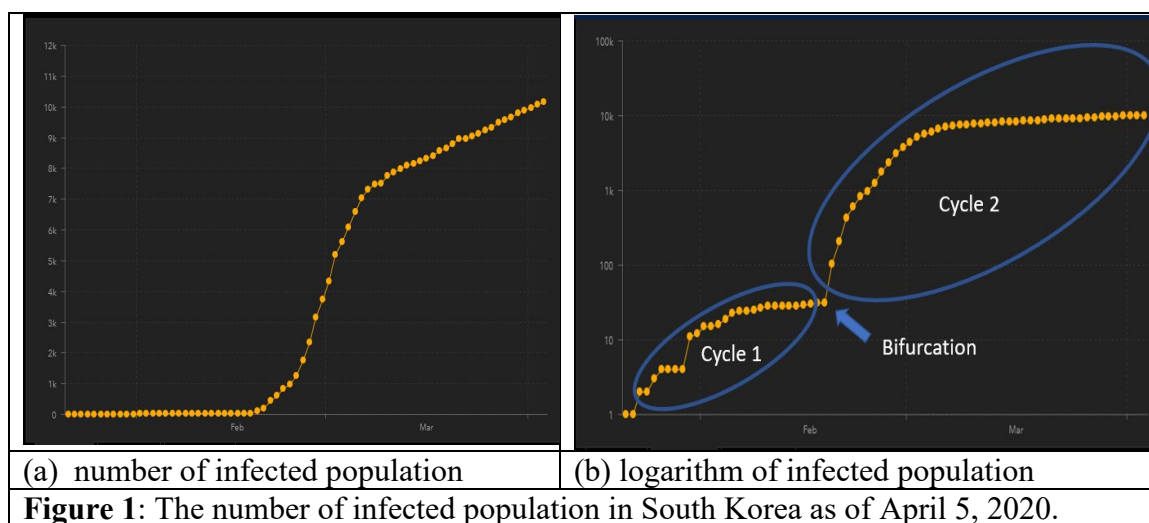 12k
11k
10k
9k
8k
7k
6k
5k
4k
3k
2k
1k
0
Feb
Mar
100k
10k
1k
100
10
1
Cycle 1
Cycle 2
Bifurcation
Feb
Mar
(a) number of infected population
(b) logarithm of infected population
Figure 1: The number of infected population in South Korea as of April 5, 2020.